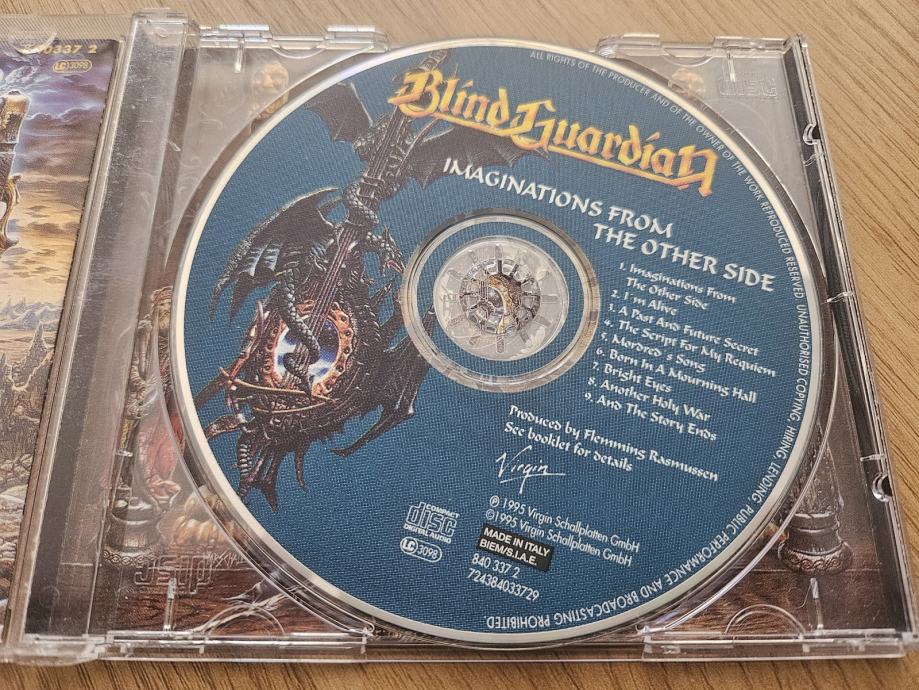 840337 2
LC 3098
ALL RIGHTS OF THE PRODUCER AND OF THE OWNER OF THE WORK REPRODUCED RESERVED UNAUTHORISED COPYING, HIRING, LENDING, PUBLIC PERFORMANCE AND BROADCASTING PROHIBITED
Blind Guardian
IMAGINATIONS FROM
THE OTHER SIDE
1. Imaginations From
The Other Side
2. I'm Alive
3. A Past And Future Secret
4. The Script For My Requiem
5. Mordred's Song
6. Born In A Mourning Hall
7. Bright Eyes
8. Another Holy War
9. And The Story Ends
Produced by Flemming Rasmussen
See booklet for details
Virgin
COMPACT
disc
DIGITAL AUDIO
LC 3098
℗ 1995 Virgin Schallplatten GmbH
© 1995 Virgin Schallplatten GmbH
MADE IN ITALY
BIEM/S.I.A.E.
840 337 2
724384033729
disc